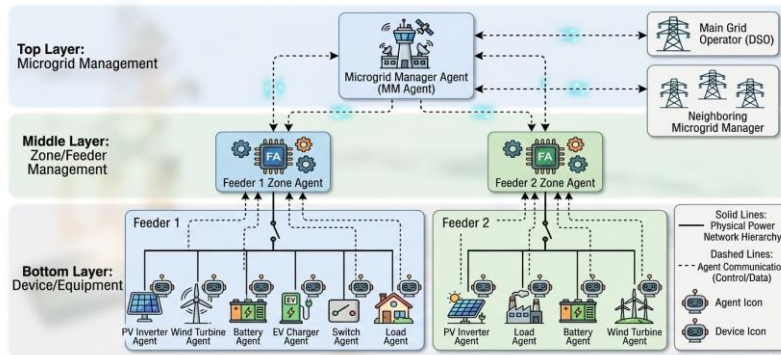 Top Layer:
Microgrid Management
Microgrid Manager Agent
(MM Agent)
Main Grid
Operator (DSO)
Neighboring
Microgrid Manager
Middle Layer:
Zone/Feeder
Management
FA
Feeder 1 Zone Agent
FA
Feeder 2 Zone Agent
Bottom Layer:
Device/Equipment
Feeder 1
EV
PV Inverter
Agent
Wind Turbine
Agent
Battery
Agent
EV Charger
Agent
Switch
Agent
Load
Agent
Feeder 2
PV Inverter
Agent
Load
Agent
Battery
Agent
Wind Turbine
Agent
Solid Lines:
Physical Power
Network Hierarchy
Dashed Lines:
Agent Communication
(Control/Data)
Agent Icon
Device Icon